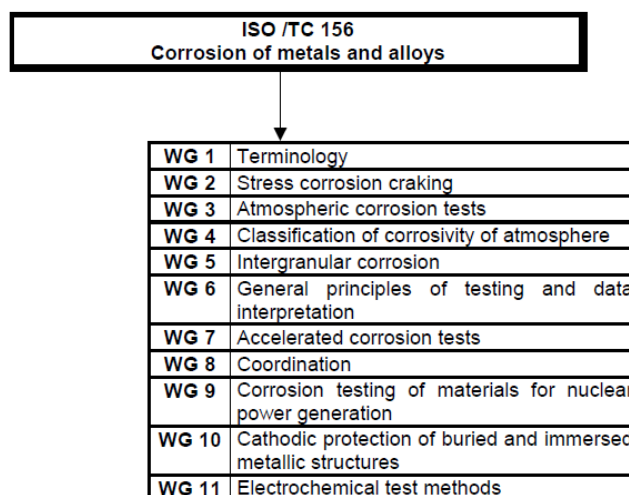 ISO /TC 156
Corrosion of metals and alloys
WG 1 Terminology
WG 2 Stress corrosion craking
WG 3 Atmospheric corrosion tests
WG 4 Classification of corrosivity of atmosphere
WG 5 Intergranular corrosion
WG 6 General principles of testing and data
interpretation
WG 7 Accelerated corrosion tests
WG 8 Coordination
WG 9 Corrosion testing of materials for nuclear
power generation
WG 10 Cathodic protection of buried and immersed
metallic structures
WG 11 Electrochemical test methods